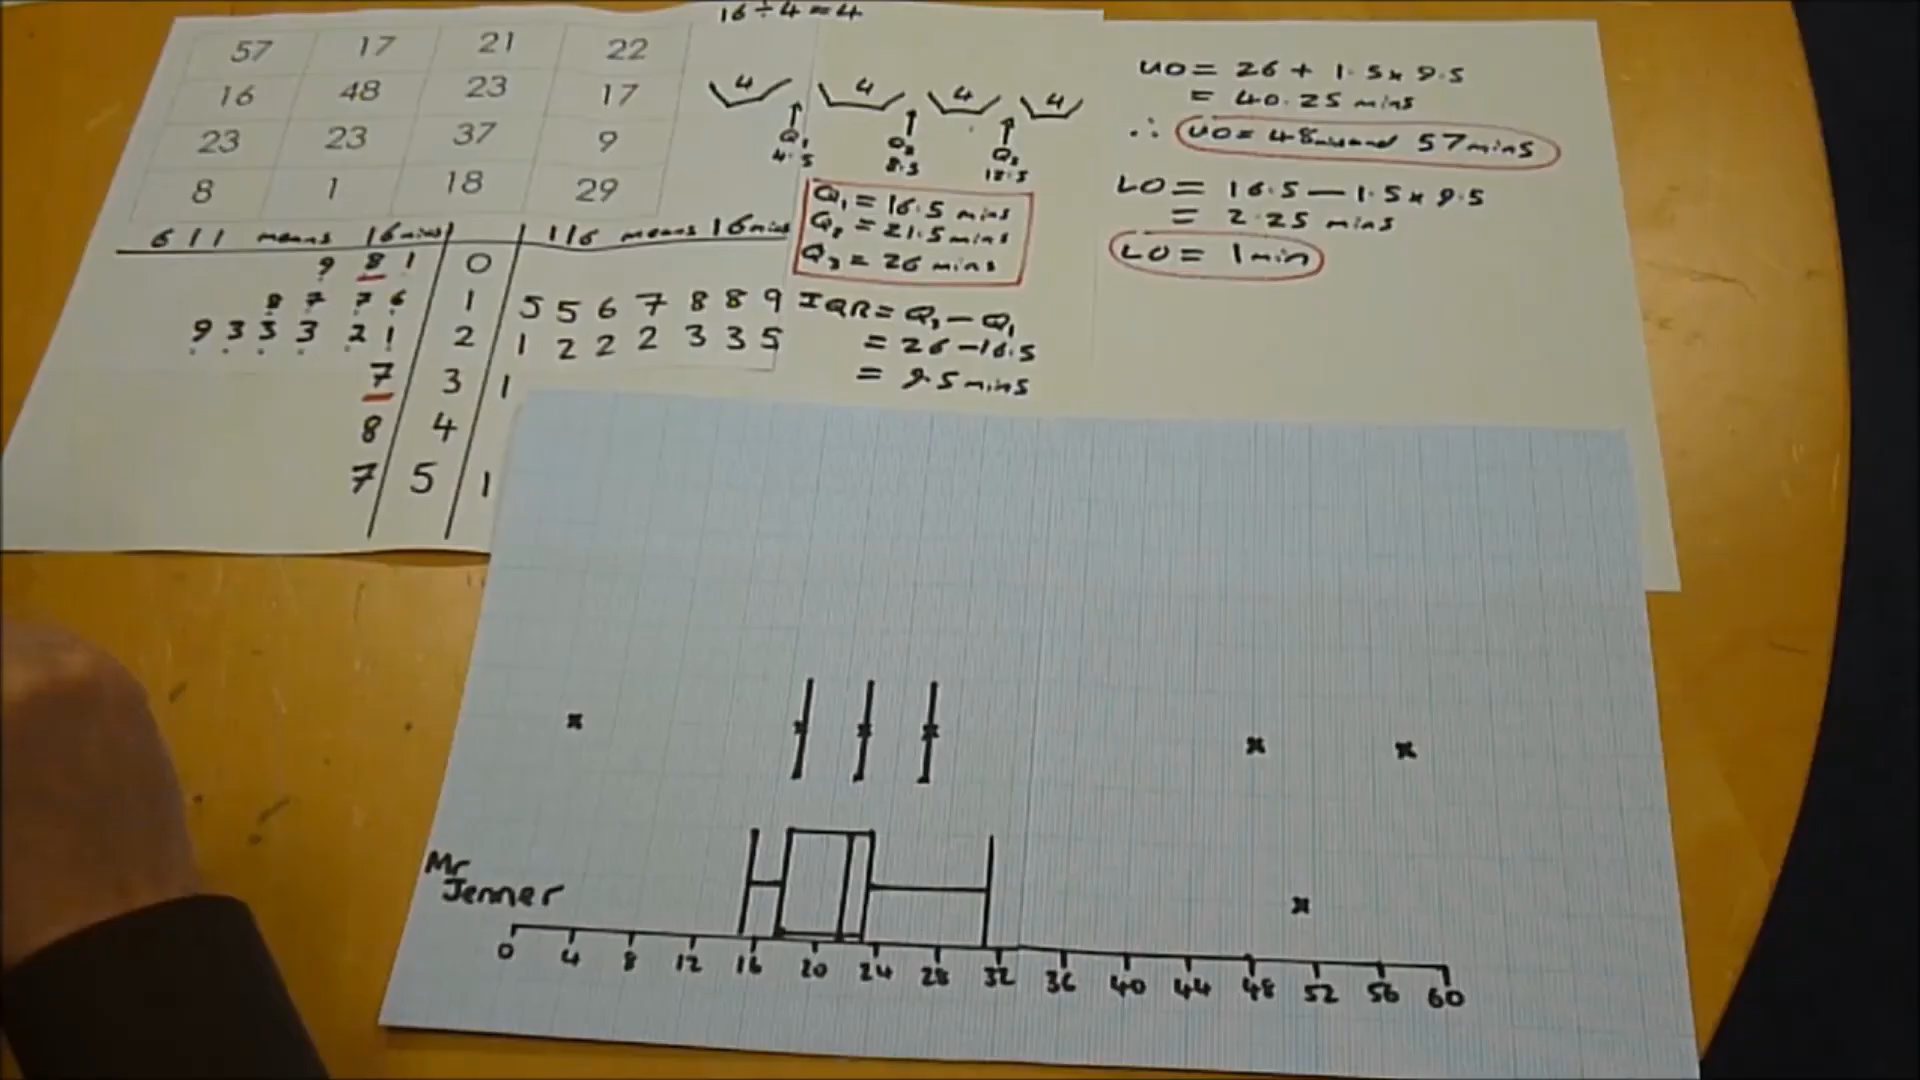 16 ÷ 4 = 4
57 17 21 22
16 48 23 17
23 23 37 9
8 1 18 29
4 4 4 4
Q₁ Q₂ Q₃
4.5 8.5 12.5
Q₁ = 16.5 mins
Q₂ = 21.5 mins
Q₃ = 26 mins
IQR = Q₃ - Q₁
= 26 - 16.5
= 9.5 mins
UO = 26 + 1.5 x 9.5
= 40.25 mins
∴ UO = 48 mins and 57 mins
LO = 16.5 - 1.5 x 9.5
= 2.25 mins
LO = 1 min
6 | 1 means 16 mins 1 | 6 means 16 mins
9 8 1 0
8 7 7 6 1 5 5 6 7 8 8 9
9 3 3 3 2 1 2 1 2 2 2 3 3 5
7 3 1
8 4
7 5 1
Mr
Jenner
0 4 8 12 16 20 24 28 32 36 40 44 48 52 56 60